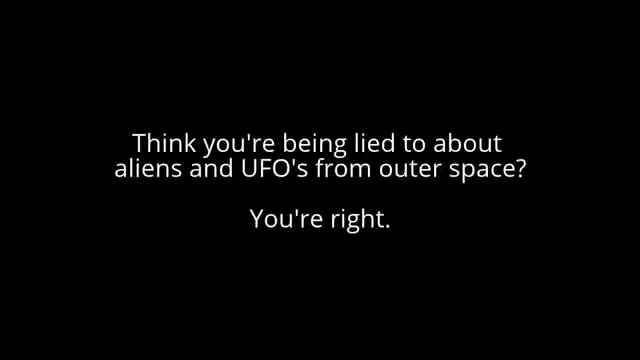 Think you're being lied to about
aliens and UFO's from outer space?
You're right.